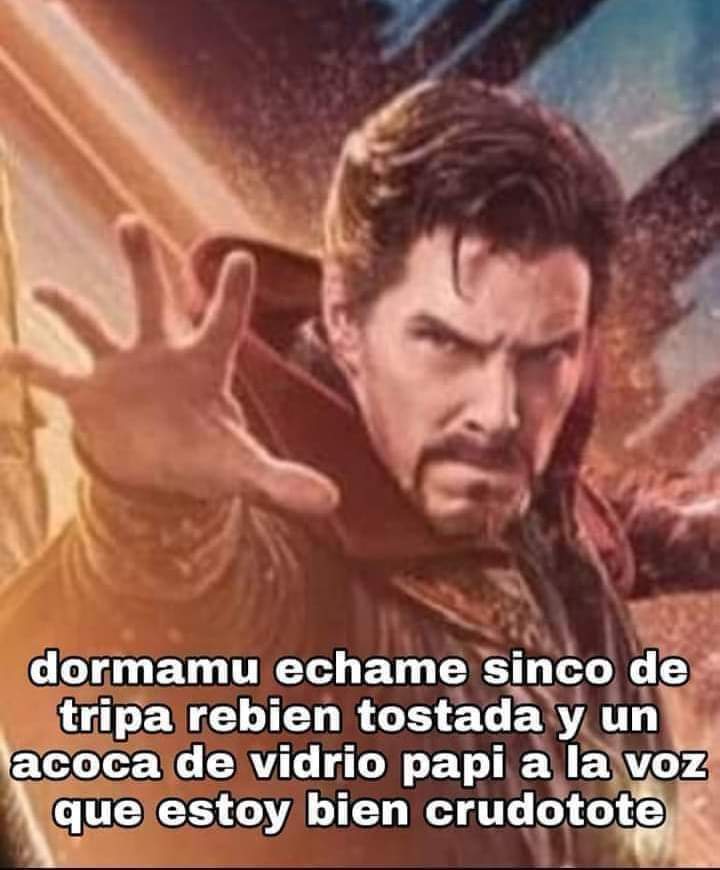 dormamu echame sinco de
tripa rebien tostada y un
acoca de vidrio papi a la voz
que estoy bien crudotote